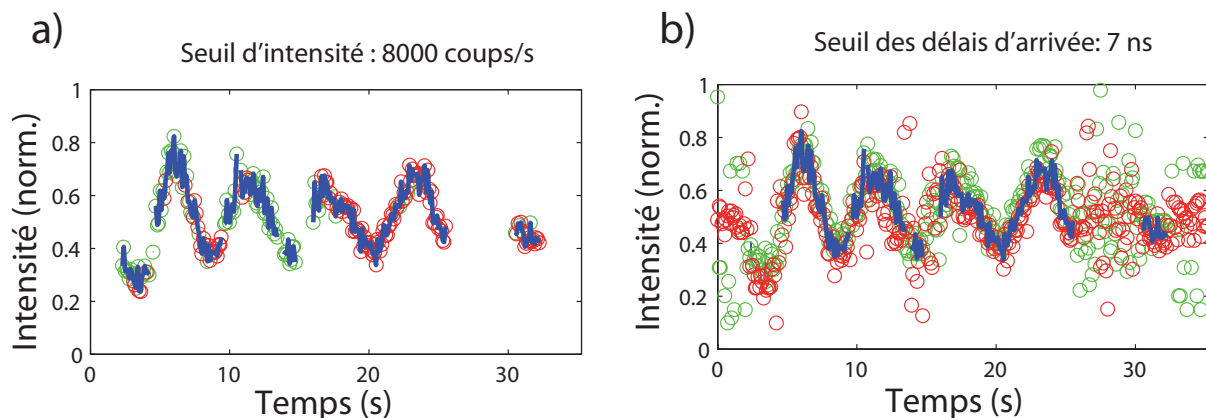 a)
Seuil d'intensité : 8000 coups/s
Intensité (norm.)
1
0.8
0.6
0.4
0.2
0
0 10 20 30
Temps (s)
b)
Seuil des délais d'arrivée: 7 ns
Intensité (norm.)
1
0.8
0.6
0.4
0.2
0
0 10 20 30
Temps (s)